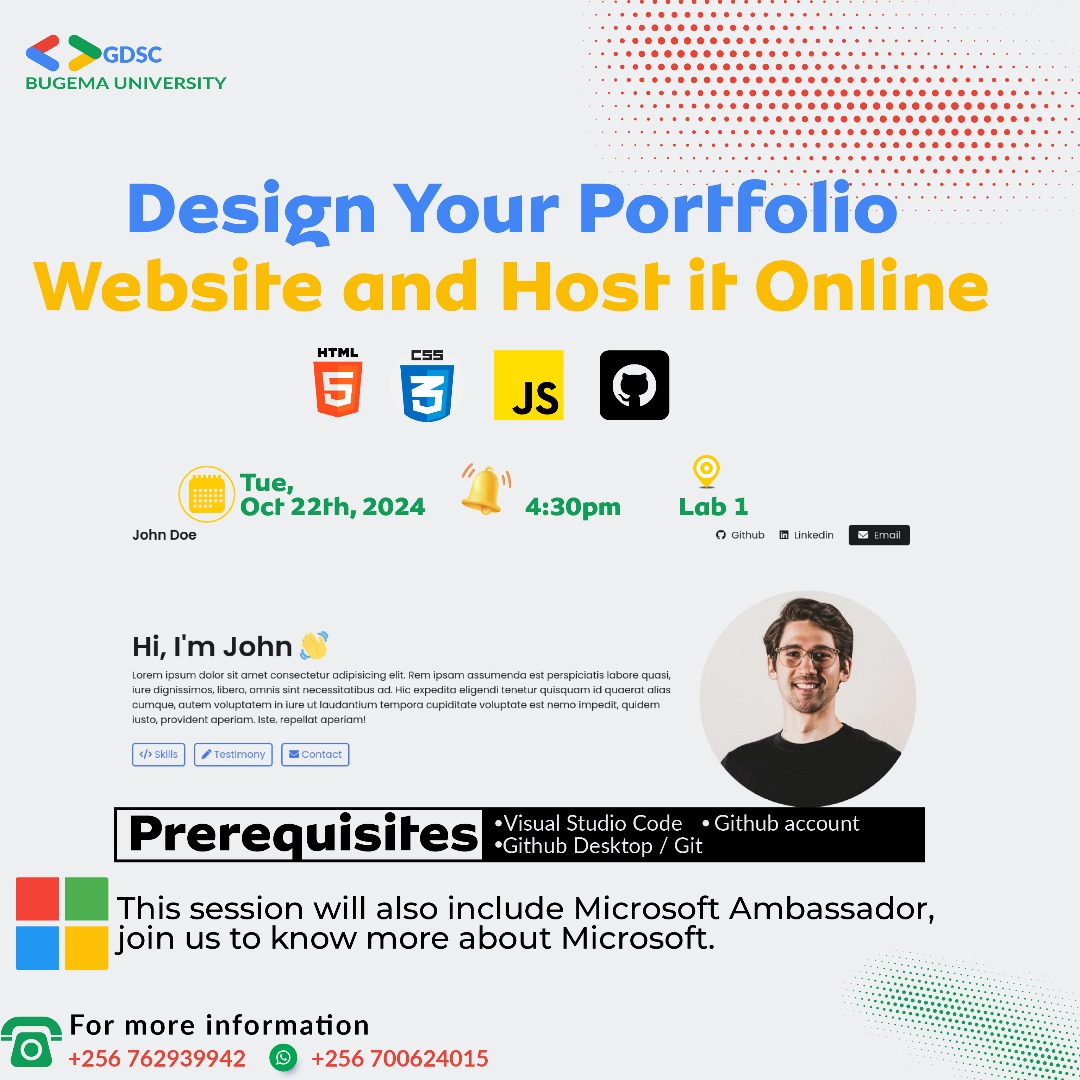 GDSC
BUGEMA UNIVERSITY
Design Your Portfolio
Website and Host it Online
HTML
5
CSS
3
JS
Tue,
Oct 22th, 2024
4:30pm
Lab 1
John Doe
Github
Linkedin
Email
Hi, I'm John
Lorem ipsum dolor sit amet consectetur adipisicing elit. Rem ipsam assumenda est perspiciatis labore quasi,
iure dignissimos, libero, omnis sint necessitatibus ad. Hic expedita eligendi tenetur quisquam id quaerat alias
cumque, autem voluptatem in iure ut laudantium tempora cupiditate voluptate est nemo impedit, quidem
iusto, provident aperiam. Iste, repellat aperiam!
</> Skills
Testimony
Contact
Prerequisites
•Visual Studio Code • Github account
•Github Desktop / Git
This session will also include Microsoft Ambassador,
join us to know more about Microsoft.
For more information
+256 762939942
+256 700624015